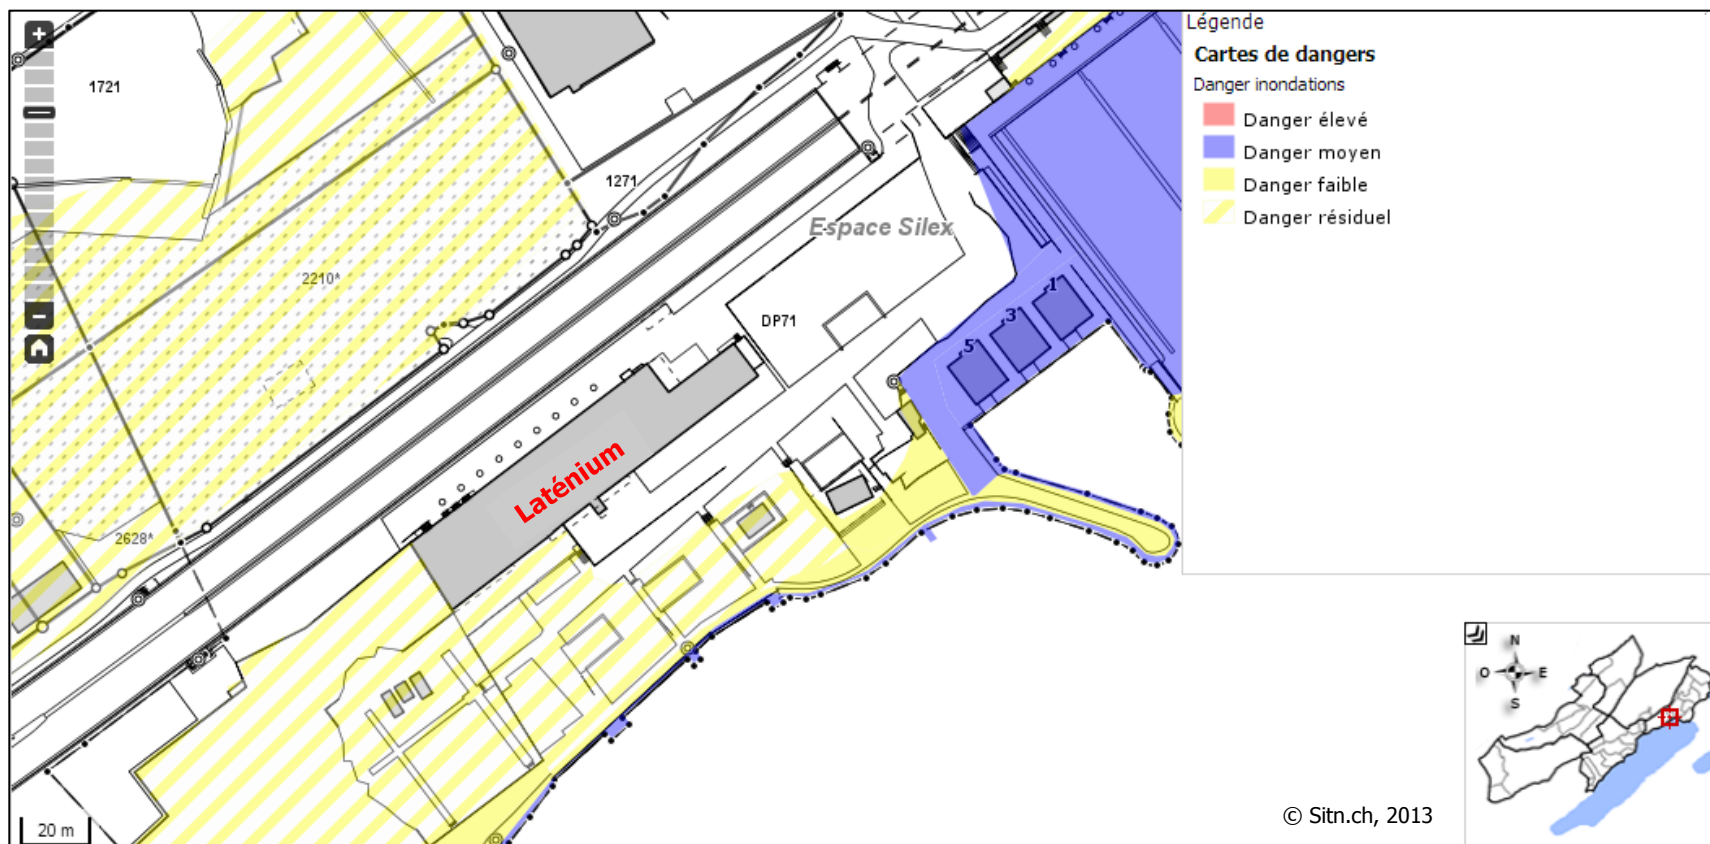 Légende
Cartes de dangers
Danger inondations
Danger élevé
Danger moyen
Danger faible
Danger résiduel
1721
1271
Espace Silex
2210*
DP71
1
3
5
Laténium
2628*
20 m
© Sitn.ch, 2013
N
O
E
S